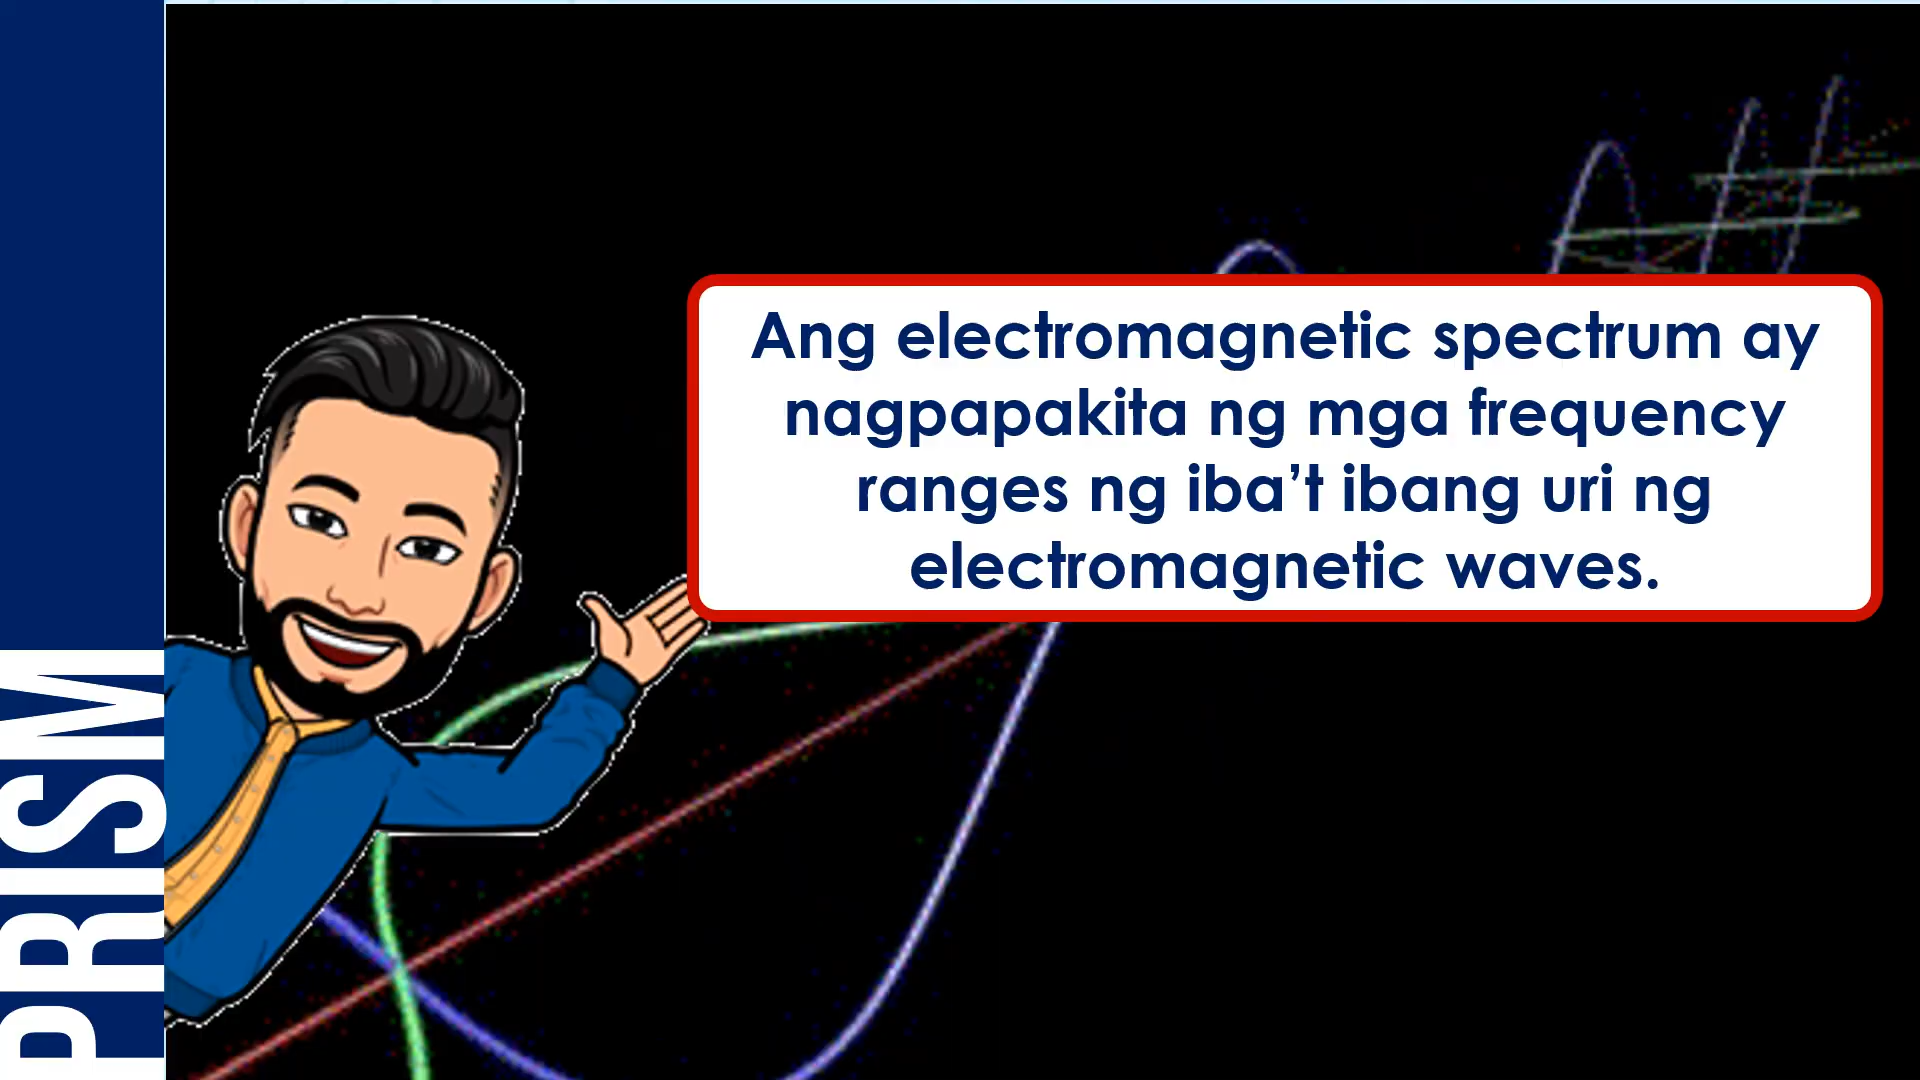 PRISM
Ang electromagnetic spectrum ay
nagpapakita ng mga frequency
ranges ng iba’t ibang uri ng
electromagnetic waves.